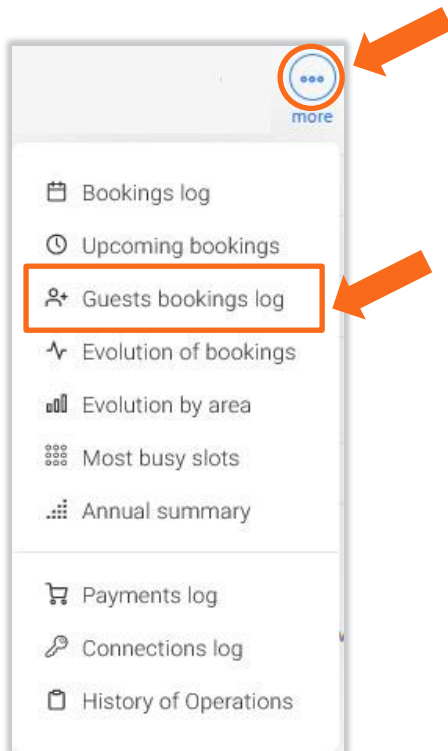 more
Bookings log
Upcoming bookings
Guests bookings log
Evolution of bookings
Evolution by area
Most busy slots
Annual summary
Payments log
Connections log
History of Operations